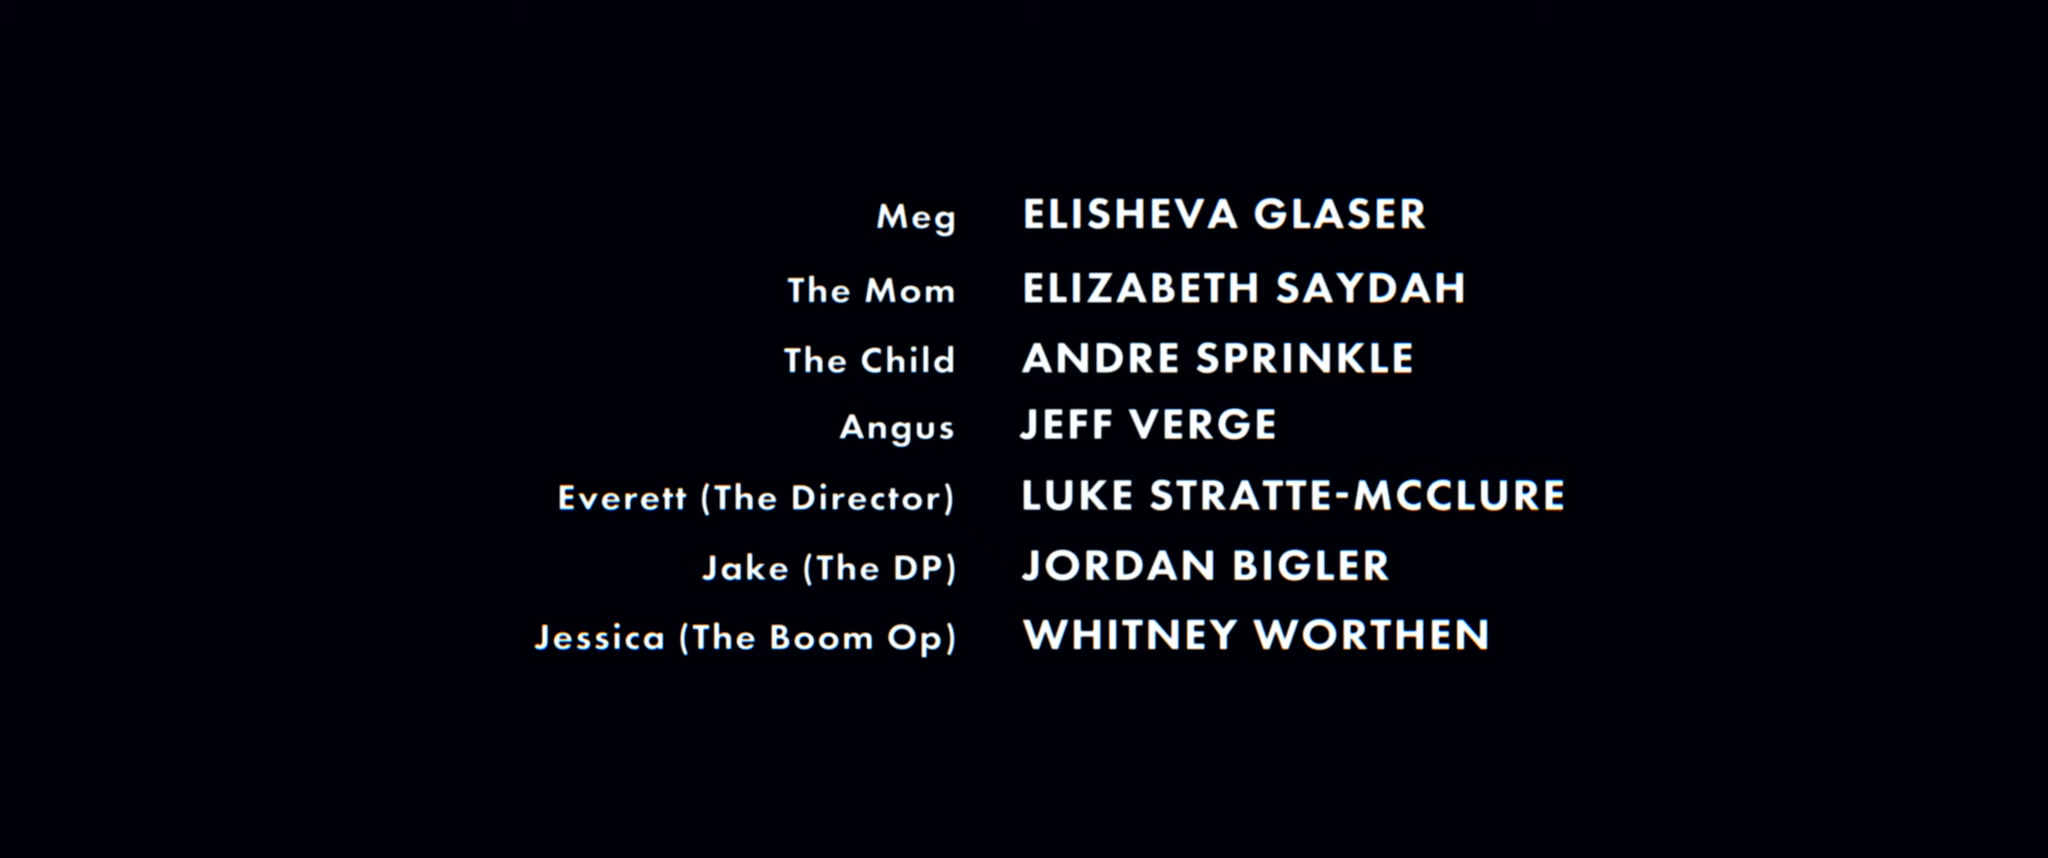 Meg ELISHEVA GLASER
The Mom ELIZABETH SAYDAH
The Child ANDRE SPRINKLE
Angus JEFF VERGE
Everett (The Director) LUKE STRATTE-MCCLURE
Jake (The DP) JORDAN BIGLER
Jessica (The Boom Op) WHITNEY WORTHEN